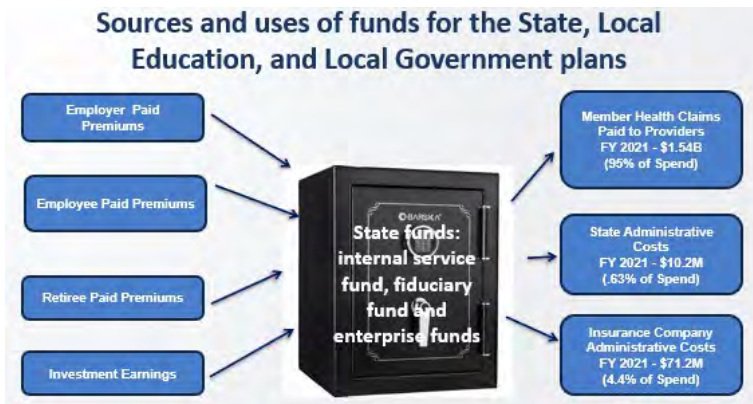 Sources and uses of funds for the State, Local
Education, and Local Government plans
Employer Paid
Premiums
Employee Paid Premiums
Retiree Paid Premiums
Investment Earnings
BARSKA
State funds:
internal service
fund, fiduciary
fund and
enterprise funds
Member Health Claims
Paid to Providers
FY 2021 - $1.54B
(95% of Spend)
State Administrative
Costs
FY 2021 - $10.2M
(.63% of Spend)
Insurance Company
Administrative Costs
FY 2021 - $71.2M
(4.4% of Spend)